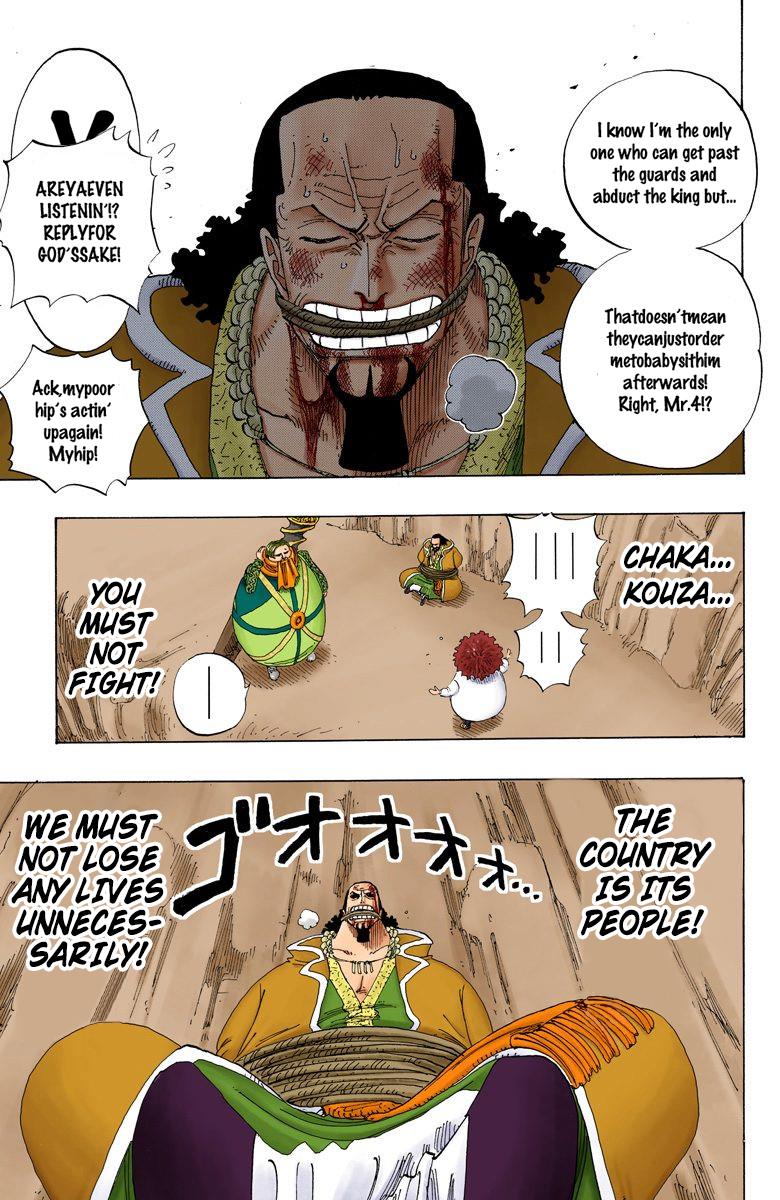 I know I'm the only
one who can get past
the guards and
abduct the king but...
Thatdoesn'tmean
theycanjustorder
metobabysithim
afterwards!
Right, Mr.4!?
AREYAEVEN
LISTENIN'!?
REPLYFOR
GOD'SSAKE!
Ack,mypoor
hip's actin'
upagain!
Myhip!
CHAKA...
KOUZA...
YOU
MUST
NOT
FIGHT!
THE
COUNTRY
IS ITS
PEOPLE!
ゴオオオオ...
WE MUST
NOT LOSE
ANY LIVES
UNNECES-
SARILY!